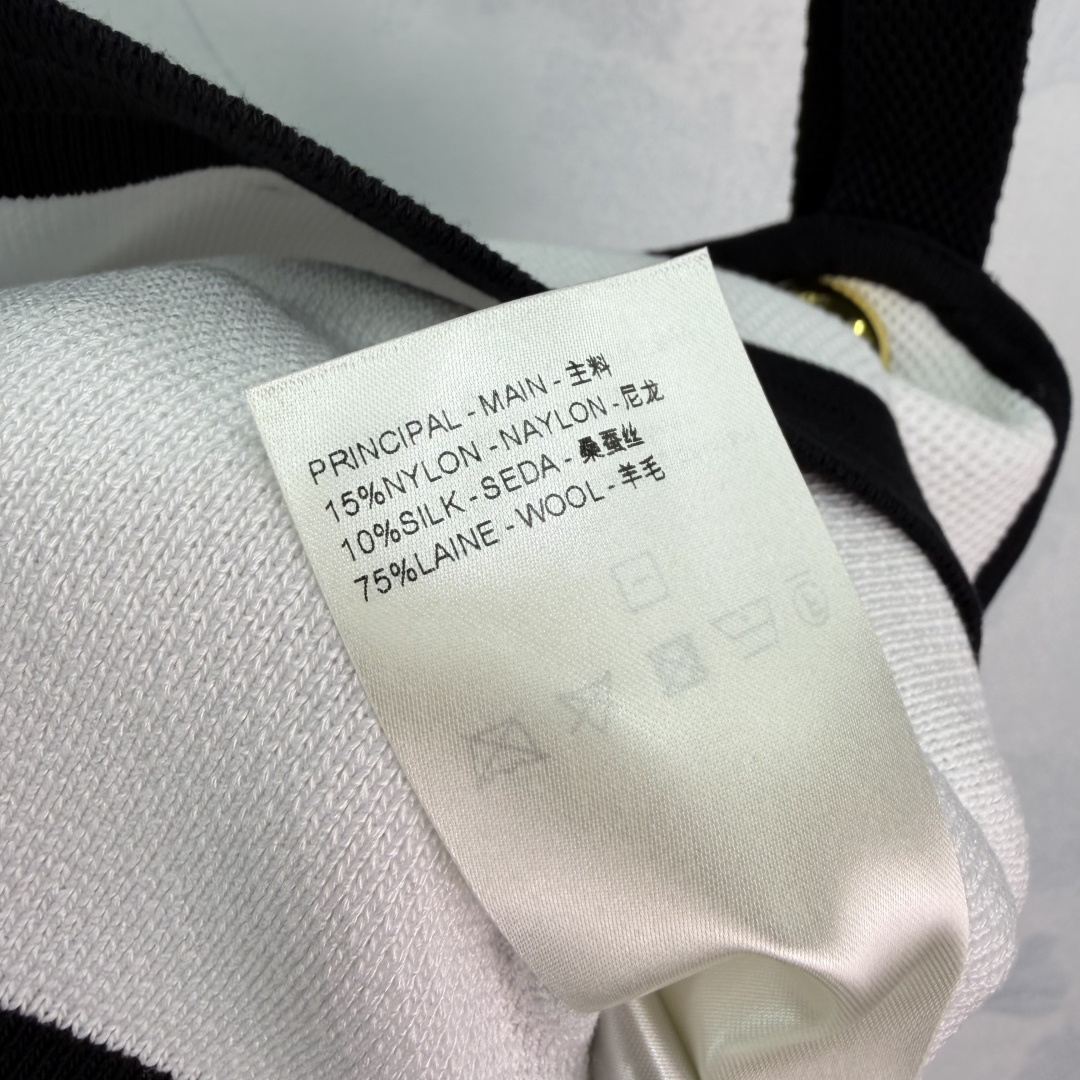 PRINCIPAL - MAIN - 主料
15%NYLON - NAYLON - 尼龙
10%SILK - SEDA - 桑蚕丝
75%LAINE - WOOL - 羊毛